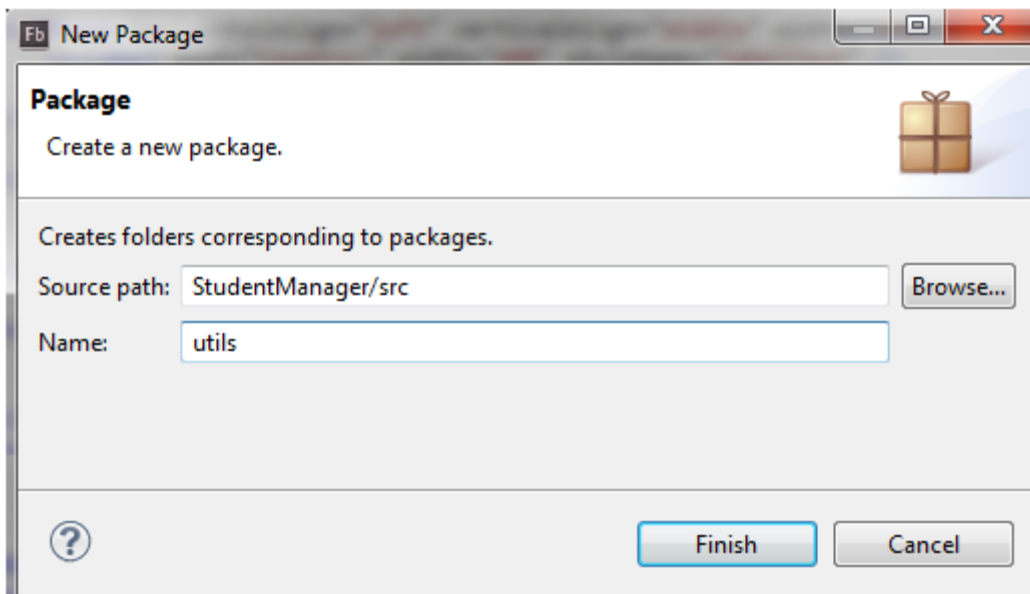 Fb New Package
Package
Create a new package.
Creates folders corresponding to packages.
Source path: StudentManager/src Browse...
Name: utils
? Finish Cancel